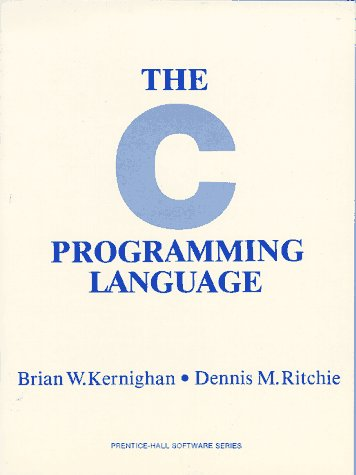 THE
C
PROGRAMMING
LANGUAGE
Brian W. Kernighan • Dennis M. Ritchie
PRENTICE-HALL SOFTWARE SERIES